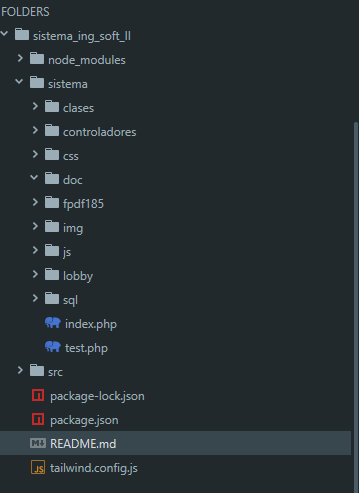 FOLDERS
sistema_ing_soft_ll
node_modules
sistema
clases
controladores
css
doc
fpdf185
img
js
lobby
sql
index.php
test.php
src
package-lock.json
package.json
README.md
tailwind.config.js